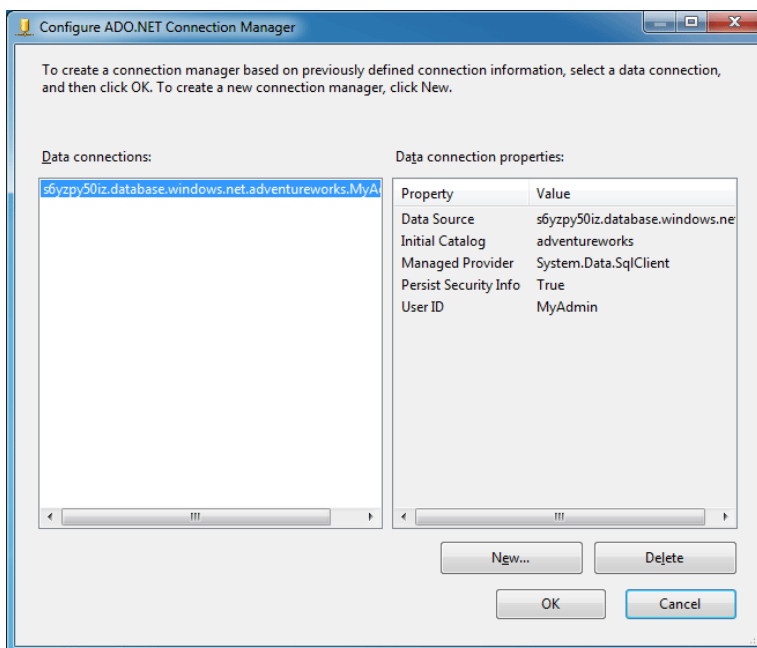 Configure ADO.NET Connection Manager
To create a connection manager based on previously defined connection information, select a data connection,
and then click OK. To create a new connection manager, click New.
Data connections:
s6yzpy50iz.database.windows.net.adventureworks.MyA
Data connection properties:
Property Value
Data Source s6yzpy50iz.database.windows.ne
Initial Catalog adventureworks
Managed Provider System.Data.SqlClient
Persist Security Info True
User ID MyAdmin
New... Delete
OK Cancel